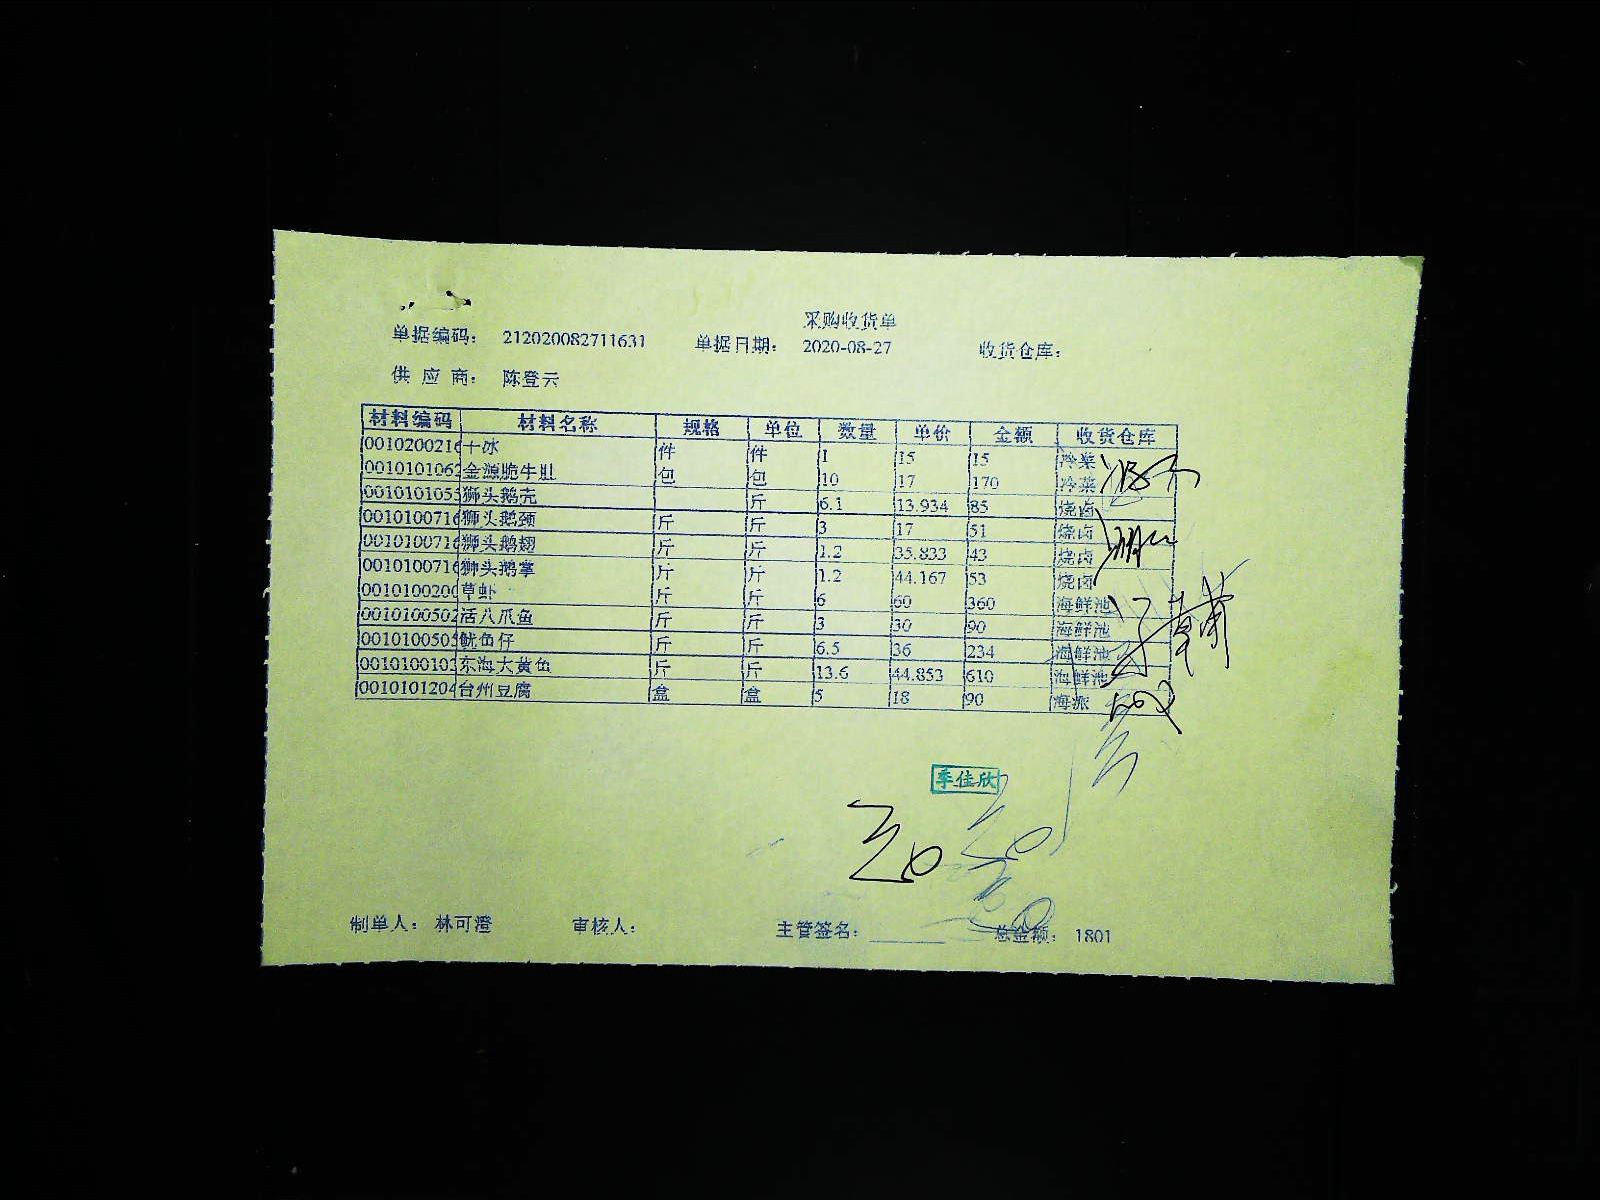 采购收货单
单据编码: 212020082711631 单据日期: 2020-08-27 收货仓库:
供应商: 陈登云
材料编码 材料名称 规格 单位 数量 单价 金额 收货仓库
0010200216 干冰 件 件 1 15 15 冷菜
0010101062 金源脆牛肚 包 包 10 17 170 冷菜
0010101055 狮头鹅壳 斤 6.1 13.934 85 烧卤
0010100716 狮头鹅颈 斤 斤 3 17 51 烧卤
0010100716 狮头鹅翅 斤 斤 1.2 35.833 43 烧卤
0010100716 狮头鹅掌 斤 斤 1.2 44.167 53 烧卤
0010100200 草虾 斤 斤 6 60 360 海鲜池
0010100502 活八爪鱼 斤 斤 3 30 90 海鲜池
0010100505 鱿鱼仔 斤 斤 6.5 36 234 海鲜池
0010100103 东海大黄鱼 斤 斤 13.6 44.853 610 海鲜池
0010101204 台州豆腐 盒 盒 5 18 90 海派
季佳欣
制单人: 林可澄 审核人: 主管签名: 总金额: 1801